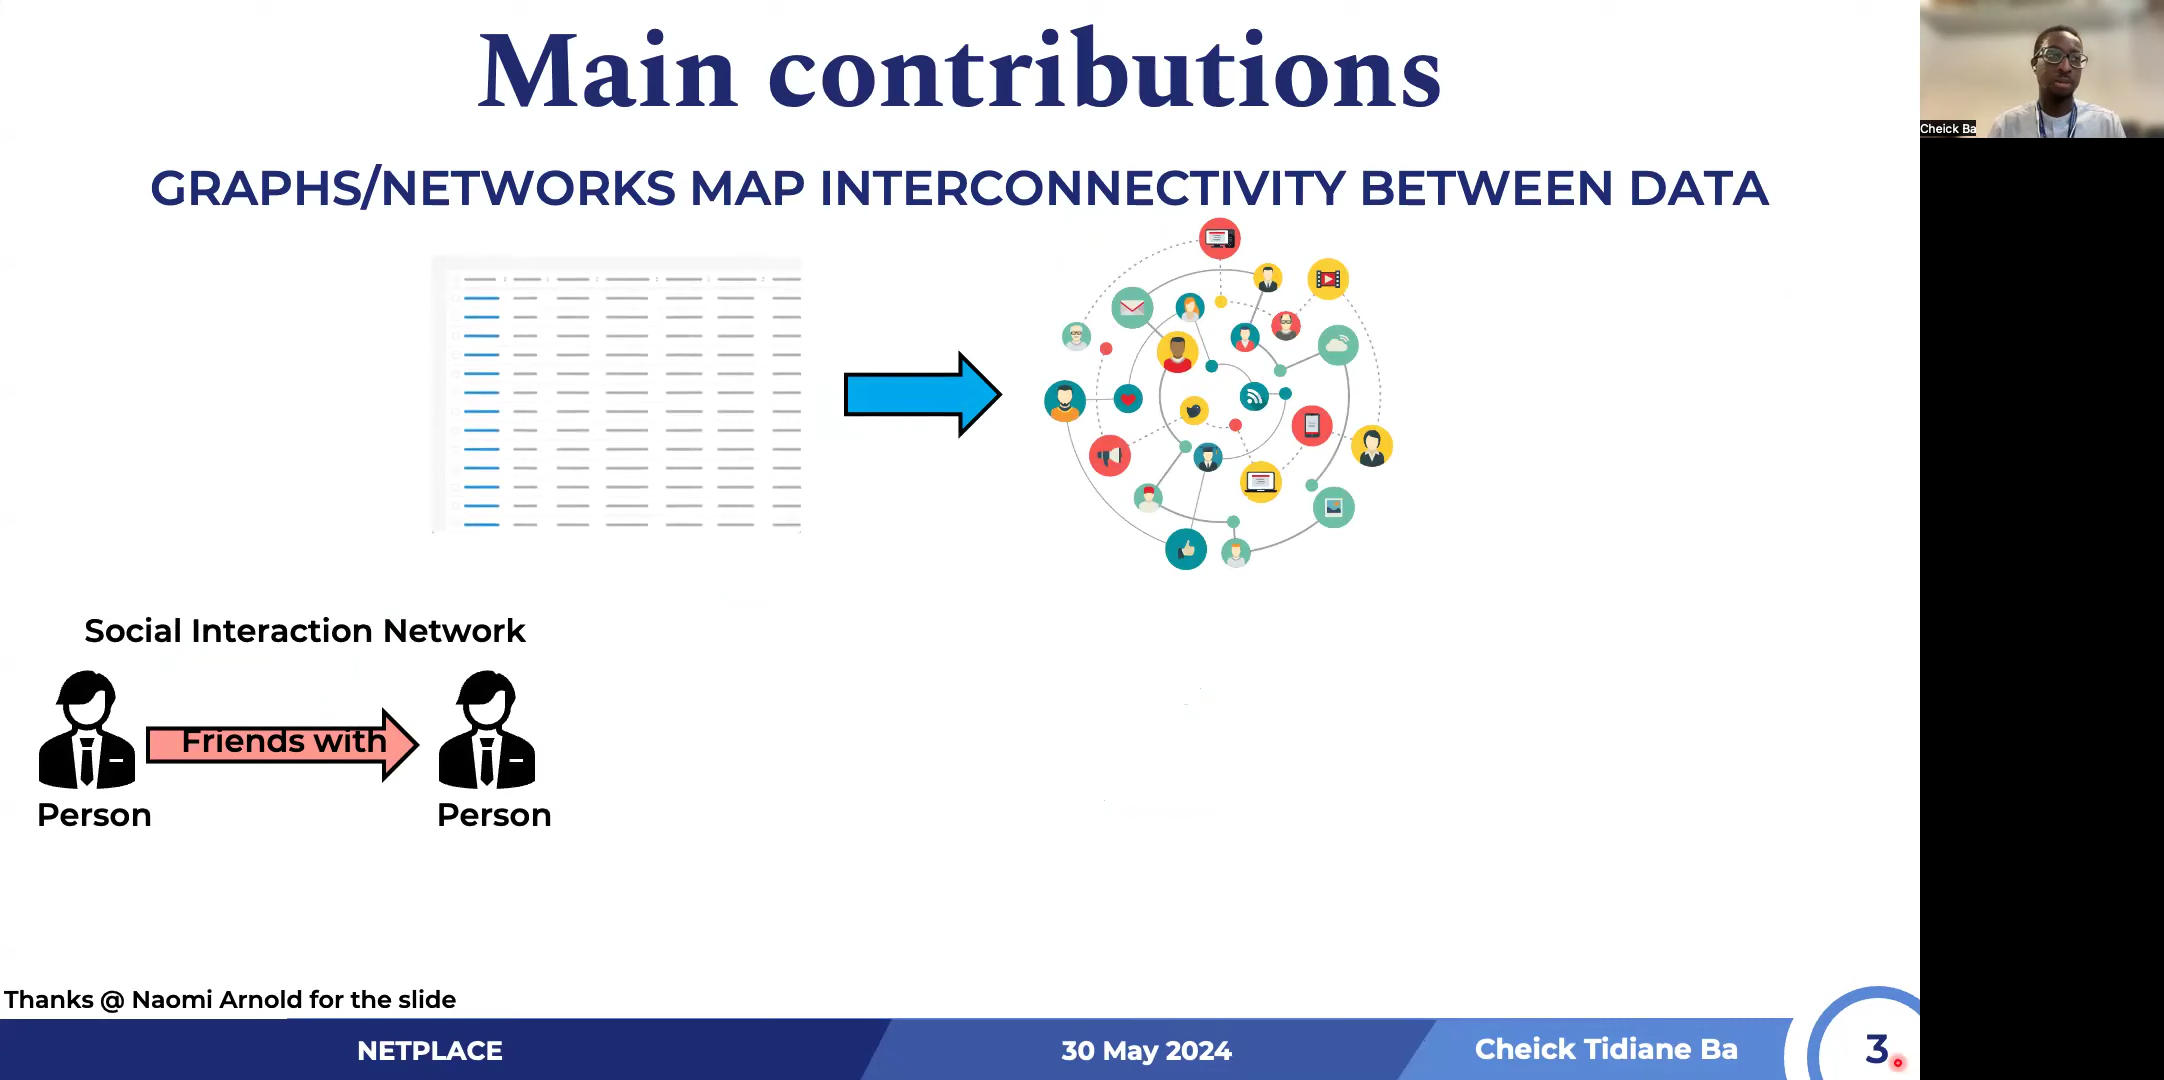 Main contributions
GRAPHS/NETWORKS MAP INTERCONNECTIVITY BETWEEN DATA
Cheick Ba
Social Interaction Network
Friends with
Person
Person
Thanks @ Naomi Arnold for the slide
NETPLACE
30 May 2024
Cheick Tidiane Ba
3